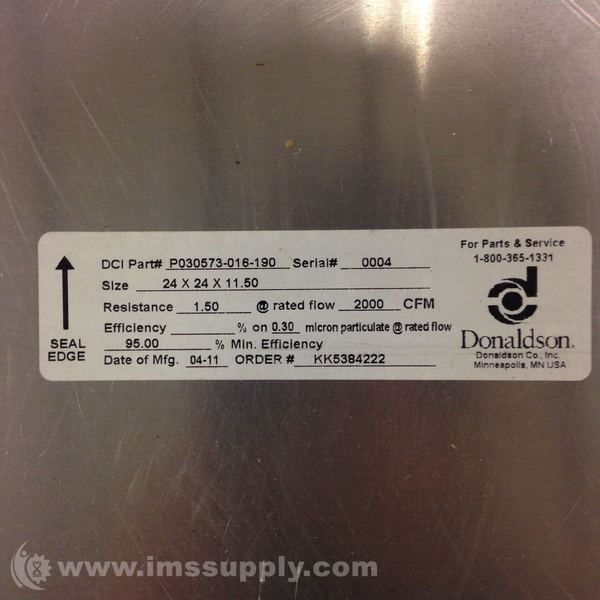 DCI Part# P030573-016-190 Serial# 0004
Size 24 X 24 X 11.50
Resistance 1.50 @ rated flow 2000 CFM
Efficiency % on 0.30 micron particulate @ rated flow
95.00 % Min. Efficiency
Date of Mfg. 04-11 ORDER # KK5384222
SEAL
EDGE
For Parts & Service
1-800-365-1331
Donaldson.
Donaldson Co., Inc.
Minneapolis, MN USA
www.imssupply.com